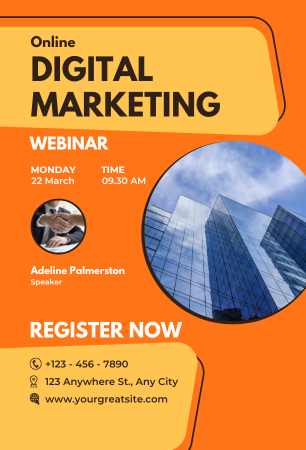 Online
DIGITAL
MARKETING
WEBINAR
MONDAY TIME
22 March 09.30 AM
Adeline Palmerston
Speaker
REGISTER NOW
+123 - 456 - 7890
123 Anywhere St., Any City
www.yourgreatsite.com